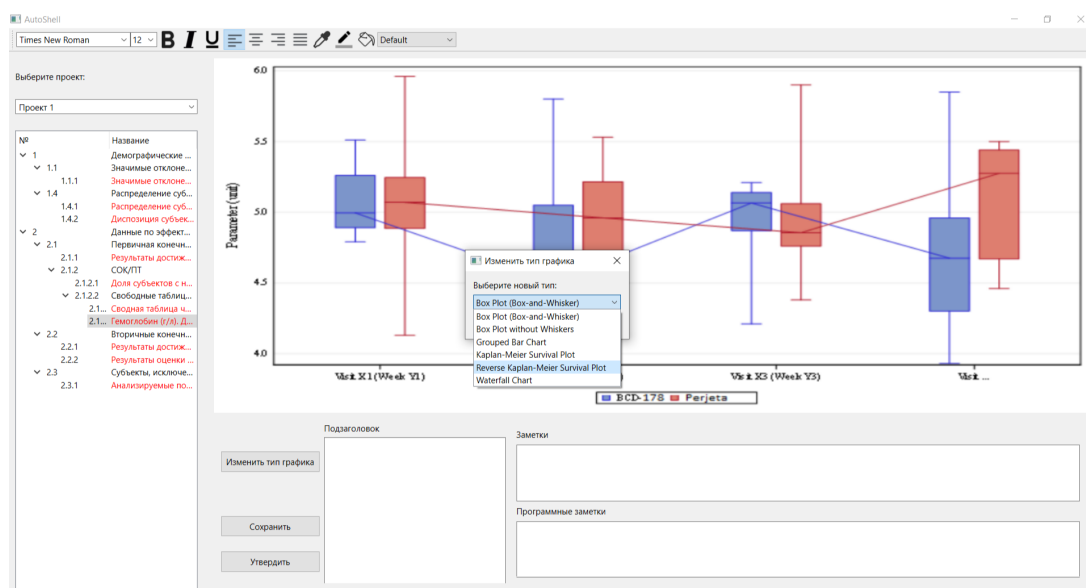 AutoShell
Times New Roman 12 B I U Default
Выберите проект:
Проект 1
№ Название
1 Демографические ...
1.1 Значимые отклоне...
1.1.1 Значимые отклоне...
1.4 Распределение суб...
1.4.1 Распределение суб...
1.4.2 Диспозиция субъек...
2 Данные по эффект...
2.1 Первичная конечн...
2.1.1 Результаты достиж...
2.1.2 СОК/ПТ
2.1.2.1 Доля субъектов с н...
2.1.2.2 Свободные таблиц...
2.1... Сводная таблица ч...
2.1... Гемоглобин (г/л). Д...
2.2 Вторичные конечн...
2.2.1 Результаты достиж...
2.2.2 Результаты оценки ...
2.3 Субъекты, исключе...
2.3.1 Анализируемые по...
Parameter (unit)
6.0
5.5
5.0
4.5
4.0
Visit X1 (Week Y1)
Visit X3 (Week Y3)
Visit ...
BCD-178 Perjeta
Изменить тип графика
Выберите новый тип:
Box Plot (Box-and-Whisker)
Box Plot (Box-and-Whisker)
Box Plot without Whiskers
Grouped Bar Chart
Kaplan-Meier Survival Plot
Reverse Kaplan-Meier Survival Plot
Waterfall Chart
Изменить тип графика
Сохранить
Утвердить
Подзаголовок
Заметки
Программные заметки